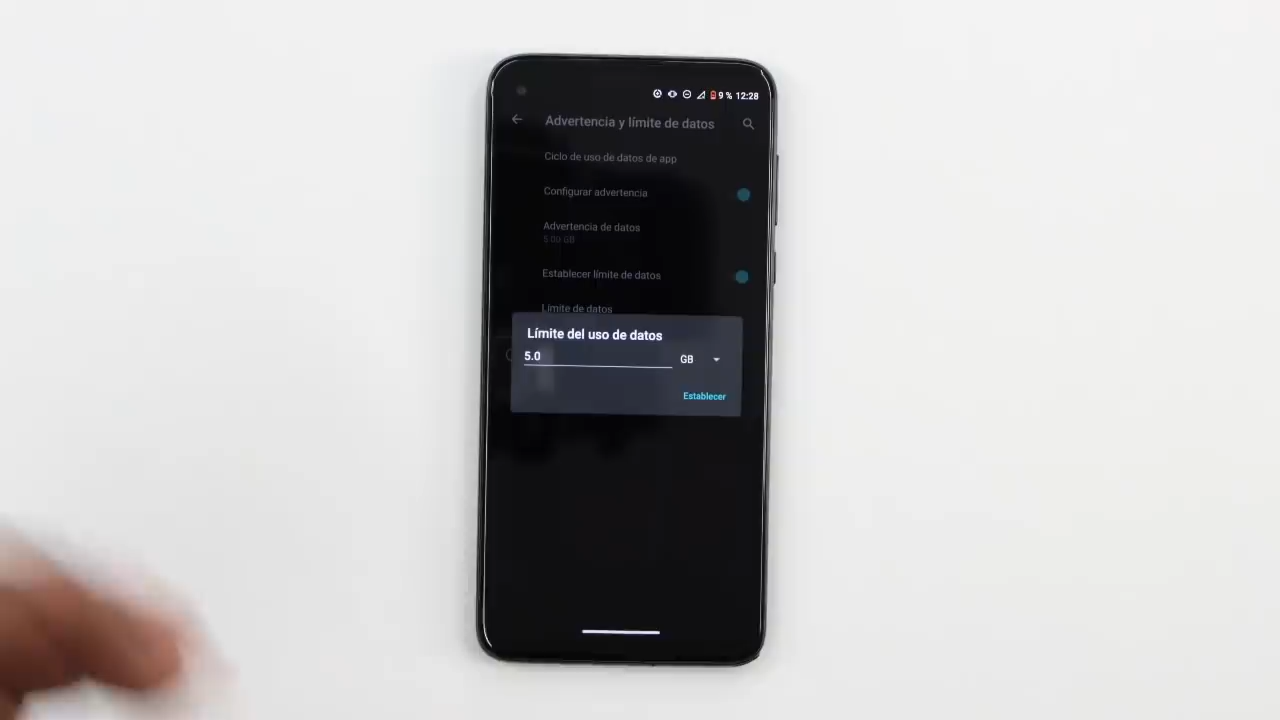 9 % 12:28
Advertencia y límite de datos
Ciclo de uso de datos de app
Configurar advertencia
Advertencia de datos
5.00 GB
Establecer límite de datos
Límite de datos
Límite del uso de datos
5.0 GB
Establecer